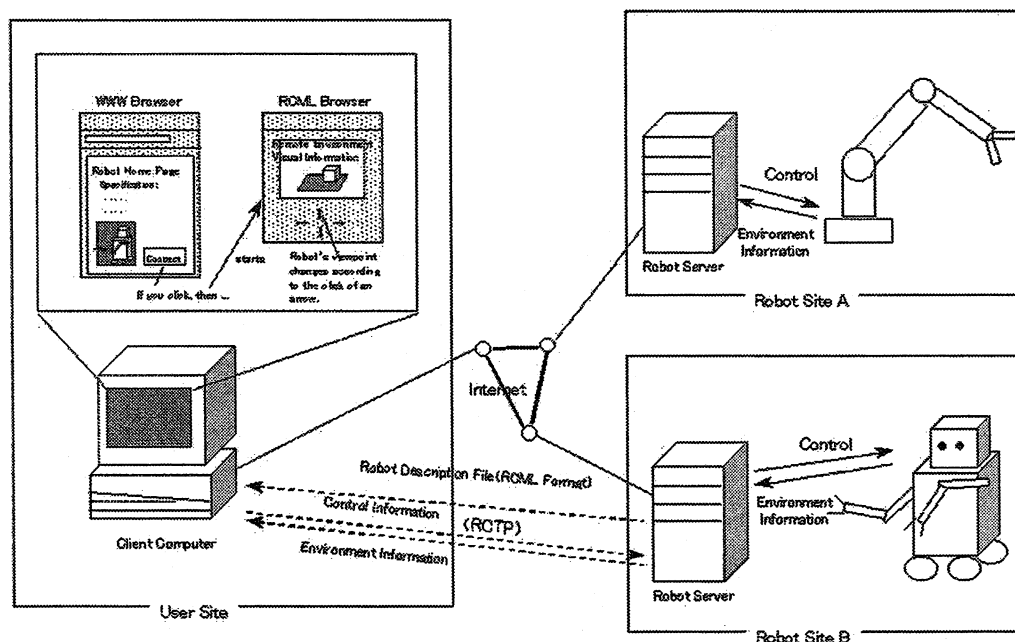 WWW Browser
RCML Browser
Remote Environment
Visual Information
Robot Home Page
Specification:
Connect
If you click, then ...
starts
Robot's viewpoint
changes according
to the click of an
arrow.
Client Computer
User Site
Internet
Robot Description File(RCML Format)
Control Information
(RCTP)
Environment Information
Control
Environment
Information
Robot Server
Robot Site A
Control
Environment
Information
Robot Server
Robot Site B